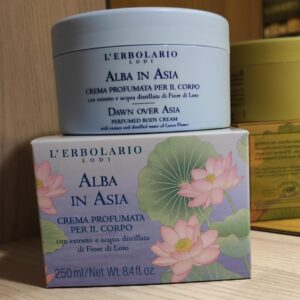 L'ERBOLARIO
LODI
ALBA IN ASIA
CREMA PROFUMATA PER IL CORPO
con estratto e acqua distillata di Fiore di Loto
DAWN OVER ASIA
PERFUMED BODY CREAM
with extract and distilled water of Lotus Flower
L'ERBOLARIO
LODI
ALBA
IN ASIA
CREMA PROFUMATA
PER IL CORPO
con estratto e acqua distillata
di Fiore di Loto
250 ml/Net Wt. 8.4 fl. oz.